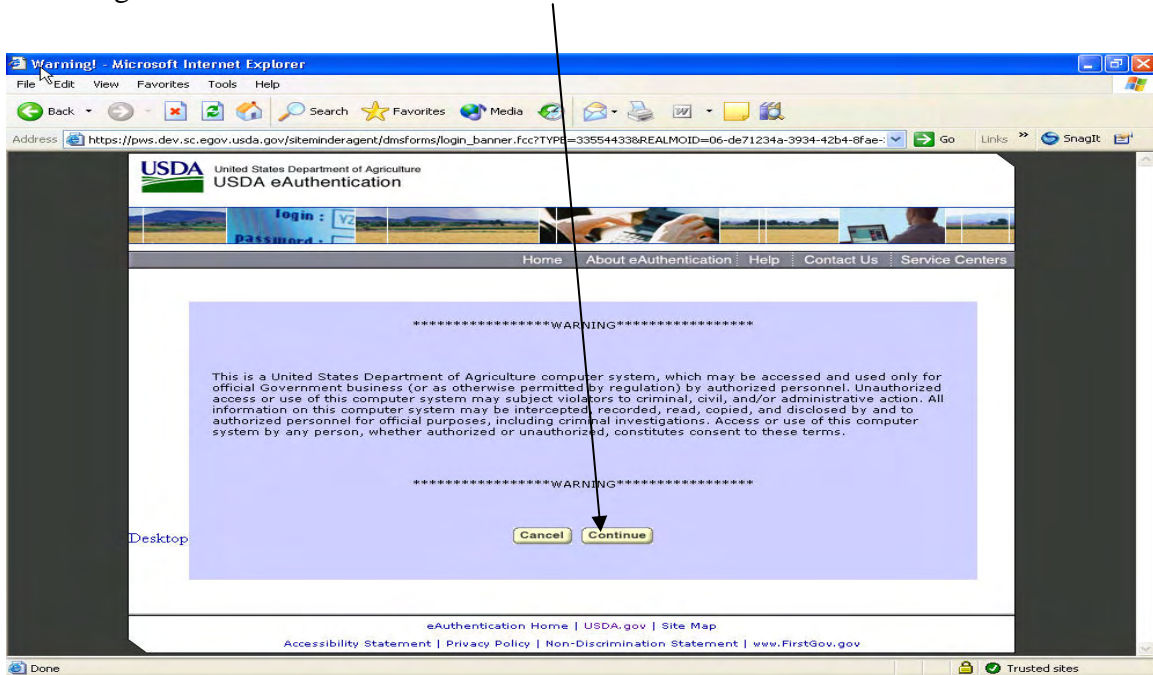 Warning! - Microsoft Internet Explorer
File Edit View Favorites Tools Help
Back Search Favorites Media
Address https://pws.dev.sc.egov.usda.gov/siteminderagent/dmsforms/login_banner.fcc?TYPE=33554433&REALMOID=06-de71234a-3934-42b4-8fae- Go Links » SnagIt
USDA United States Department of Agriculture
USDA eAuthentication
login :
password :
Home About eAuthentication Help Contact Us Service Centers
*****************WARNING*****************
This is a United States Department of Agriculture computer system, which may be accessed and used only for
official Government business (or as otherwise permitted by regulation) by authorized personnel. Unauthorized
access or use of this computer system may subject violators to criminal, civil, and/or administrative action. All
information on this computer system may be intercepted, recorded, read, copied, and disclosed by and to
authorized personnel for official purposes, including criminal investigations. Access or use of this computer
system by any person, whether authorized or unauthorized, constitutes consent to these terms.
*****************WARNING*****************
Cancel Continue
Desktop
eAuthentication Home | USDA.gov | Site Map
Accessibility Statement | Privacy Policy | Non-Discrimination Statement | www.FirstGov.gov
Done Trusted sites